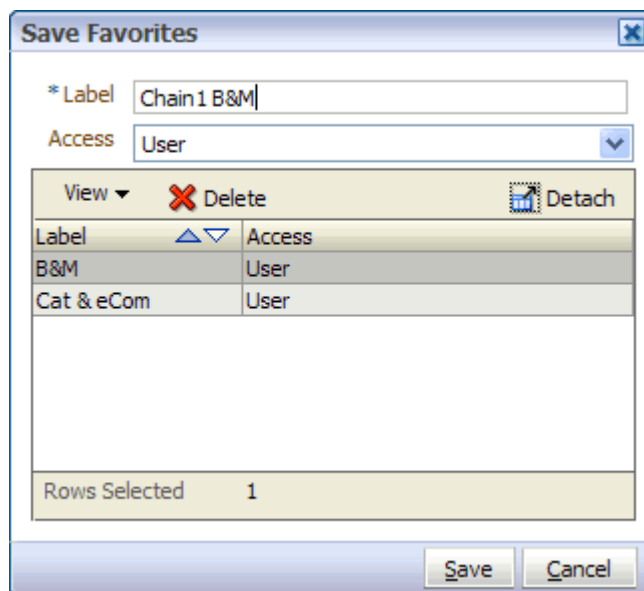 Save Favorites
* Label Chain1 B&M
Access User
View Delete Detach
Label Access
B&M User
Cat & eCom User
Rows Selected 1
Save Cancel